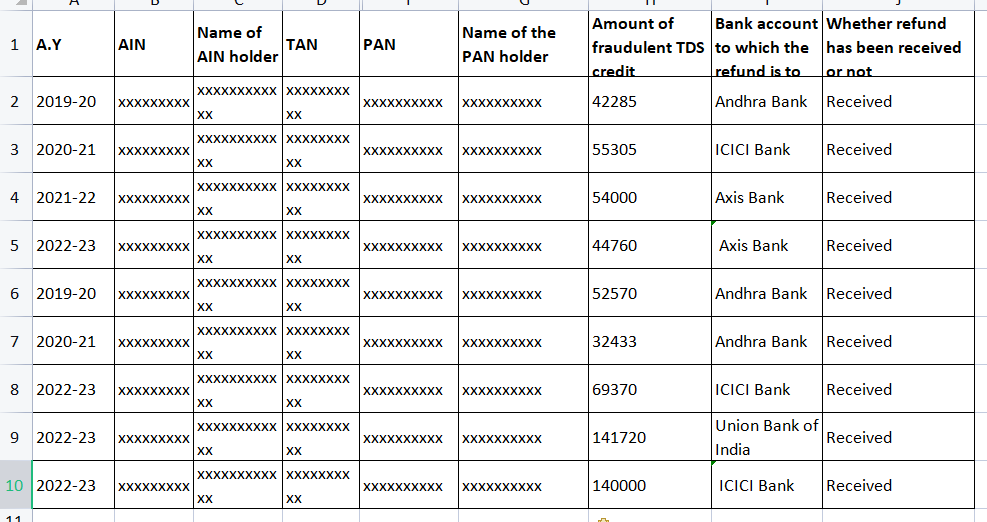 1
A.Y
AIN
Name of
AIN holder
TAN
PAN
Name of the
PAN holder
Amount of
fraudulent TDS
credit
Bank account
to which the
refund is to
Whether refund
has been received
or not
2
2019-20
xxxxxxxxx
xxxxxxxxxx
xx
xxxxxxxx
xx
xxxxxxxxxx
xxxxxxxxxx
42285
Andhra Bank
Received
3
2020-21
xxxxxxxxx
xxxxxxxxxx
xx
xxxxxxxx
xx
xxxxxxxxxx
xxxxxxxxxx
55305
ICICI Bank
Received
4
2021-22
xxxxxxxxx
xxxxxxxxxx
xx
xxxxxxxx
xx
xxxxxxxxxx
xxxxxxxxxx
54000
Axis Bank
Received
5
2022-23
xxxxxxxxx
xxxxxxxxxx
xx
xxxxxxxx
xx
xxxxxxxxxx
xxxxxxxxxx
44760
Axis Bank
Received
6
2019-20
xxxxxxxxx
xxxxxxxxxx
xx
xxxxxxxx
xx
xxxxxxxxxx
xxxxxxxxxx
52570
Andhra Bank
Received
7
2020-21
xxxxxxxxx
xxxxxxxxxx
xx
xxxxxxxx
xx
xxxxxxxxxx
xxxxxxxxxx
32433
Andhra Bank
Received
8
2022-23
xxxxxxxxx
xxxxxxxxxx
xx
xxxxxxxx
xx
xxxxxxxxxx
xxxxxxxxxx
69370
ICICI Bank
Received
9
2022-23
xxxxxxxxx
xxxxxxxxxx
xx
xxxxxxxx
xx
xxxxxxxxxx
xxxxxxxxxx
141720
Union Bank of
India
Received
10
2022-23
xxxxxxxxx
xxxxxxxxxx
xx
xxxxxxxx
xx
xxxxxxxxxx
xxxxxxxxxx
140000
ICICI Bank
Received
11